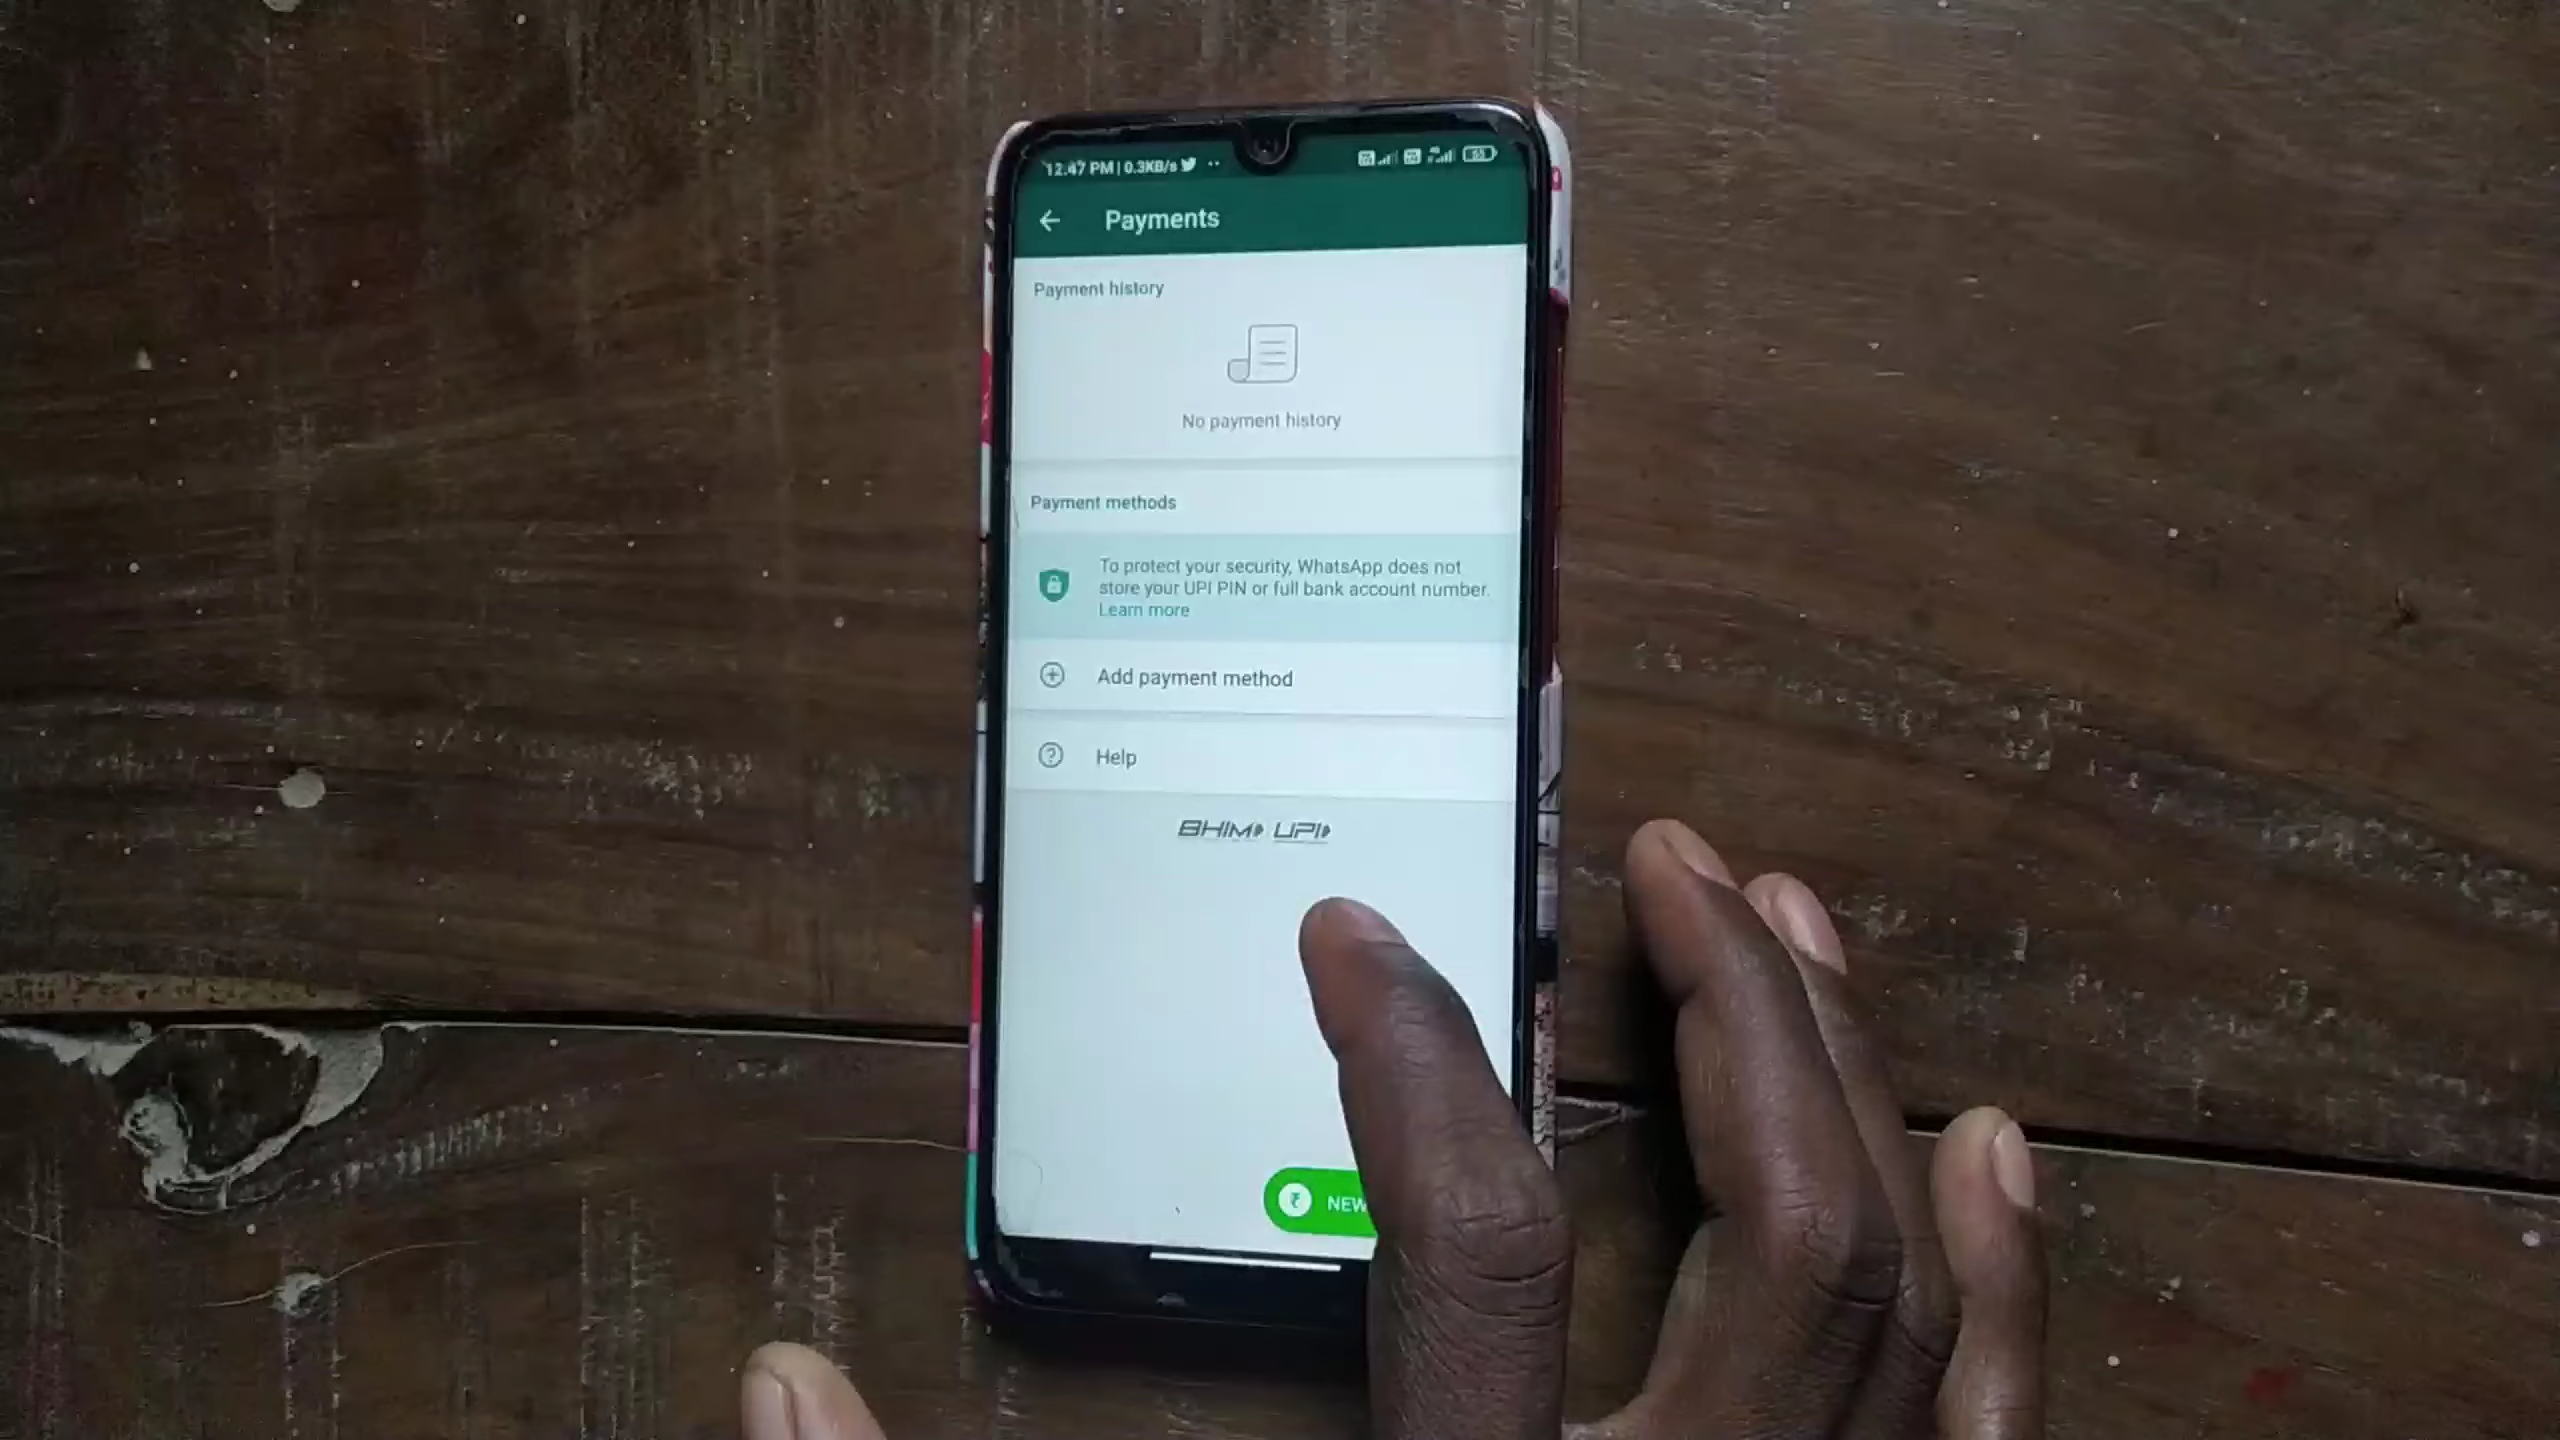 12:47 PM | 0.3KB/s
Payments
Payment history
No payment history
Payment methods
To protect your security, WhatsApp does not
store your UPI PIN or full bank account number.
Learn more
Add payment method
Help
BHIM UPI
₹ NEW